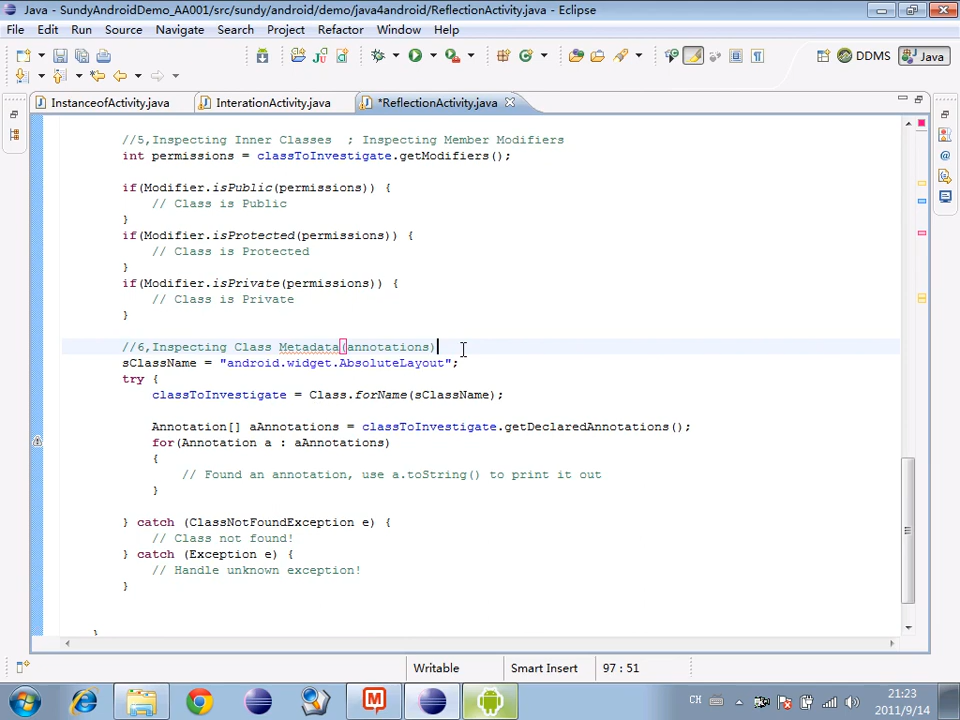 Java - SundyAndroidDemo_AA001/src/sundy/android/demo/java4android/ReflectionActivity.java - Eclipse
File Edit Run Source Navigate Search Project Refactor Window Help
DDMS Java
InstanceofActivity.java InterationActivity.java *ReflectionActivity.java
//5,Inspecting Inner Classes ; Inspecting Member Modifiers
int permissions = classToInvestigate.getModifiers();
if(Modifier.isPublic(permissions)) {
// Class is Public
}
if(Modifier.isProtected(permissions)) {
// Class is Protected
}
if(Modifier.isPrivate(permissions)) {
// Class is Private
}
//6,Inspecting Class Metadata(annotations)
sClassName = "android.widget.AbsoluteLayout";
try {
classToInvestigate = Class.forName(sClassName);
Annotation[] aAnnotations = classToInvestigate.getDeclaredAnnotations();
for(Annotation a : aAnnotations)
{
// Found an annotation, use a.toString() to print it out
}
} catch (ClassNotFoundException e) {
// Class not found!
} catch (Exception e) {
// Handle unknown exception!
}
}
Writable Smart Insert 97 : 51
CH 21:23
2011/9/14